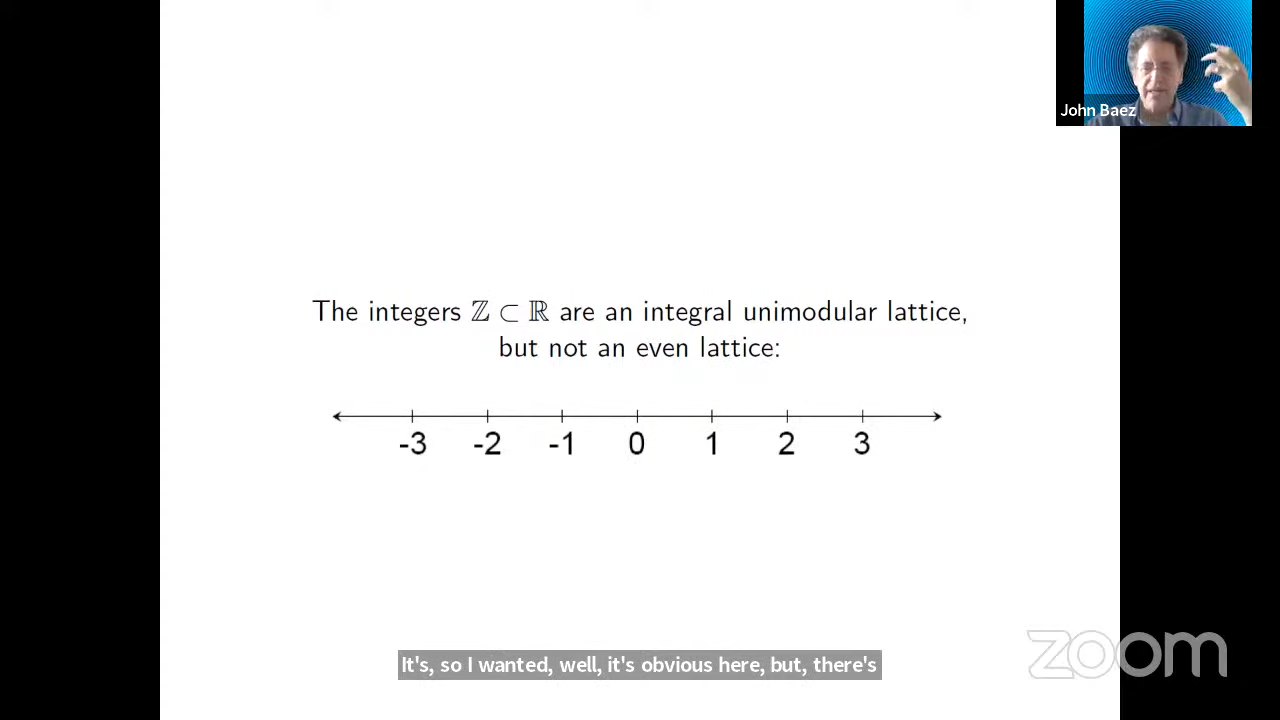 John Baez
The integers ℤ ⊂ ℝ are an integral unimodular lattice,
but not an even lattice:
-3 -2 -1 0 1 2 3
It's, so I wanted, well, it's obvious here, but, there's
zoom